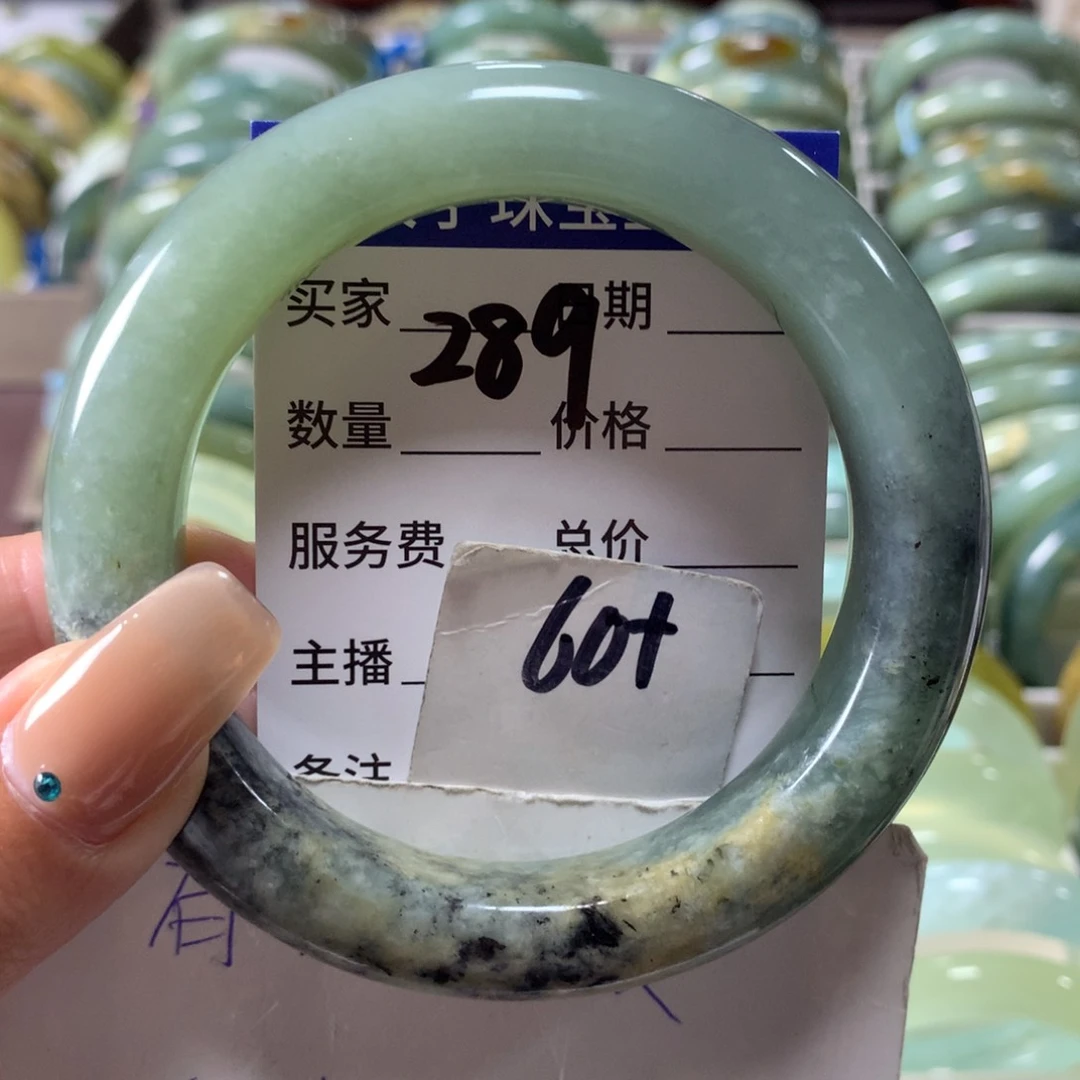 珠宝
买家 289 日期
数量 价格
服务费 总价
60+
主播
备注
有